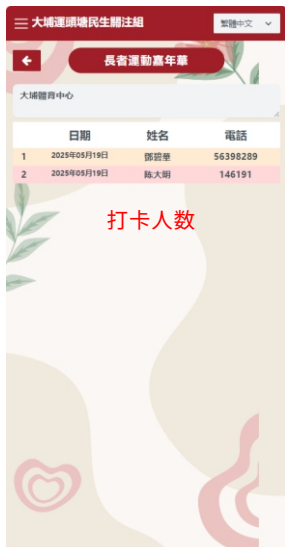 大埔運頭塘民生關注組
繁體中文
長者運動嘉年華
大埔體育中心
日期 姓名 電話
1 2025年05月19日 鄧碧華 56398289
2 2025年05月19日 陈大明 146191
打卡人数